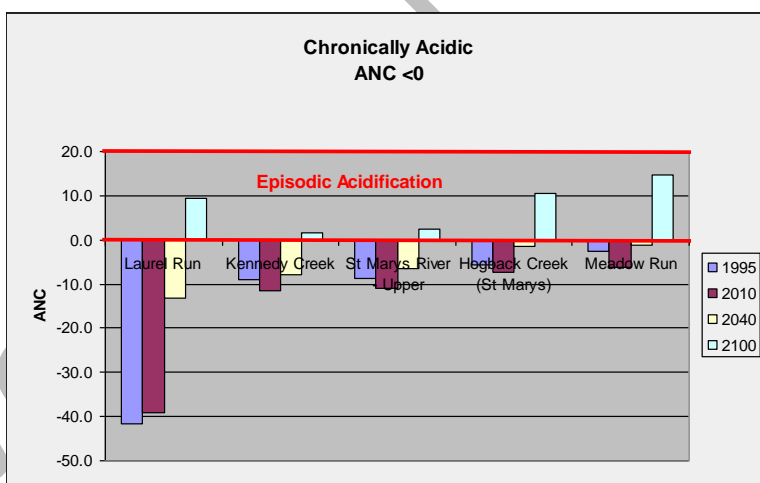 Chronically Acidic
ANC <0
20.0
10.0
0.0
-10.0
-20.0
-30.0
-40.0
-50.0
ANC
Episodic Acidification
Laurel Run
Kennedy Creek
St Marys River
- Upper
Hogback Creek
(St Marys)
Meadow Run
1995
2010
2040
2100